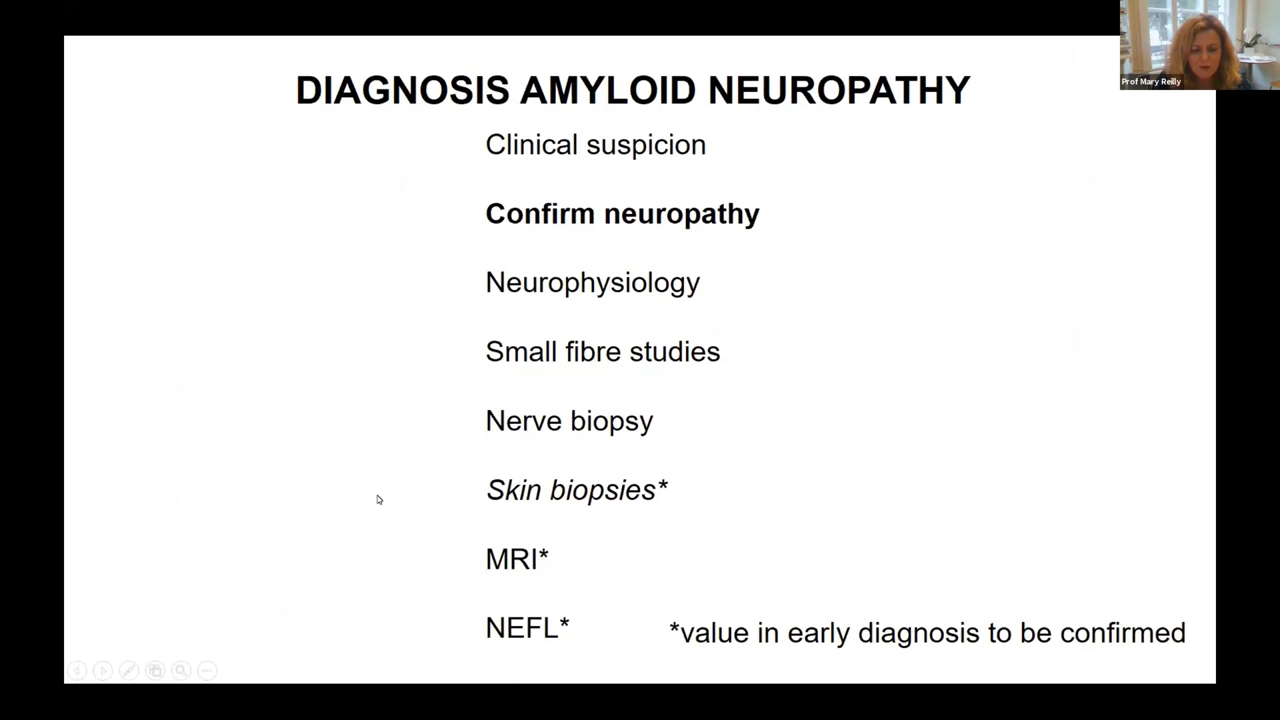 DIAGNOSIS AMYLOID NEUROPATHY
Clinical suspicion
Confirm neuropathy
Neurophysiology
Small fibre studies
Nerve biopsy
Skin biopsies*
MRI*
NEFL*
*value in early diagnosis to be confirmed
Prof Mary Reilly